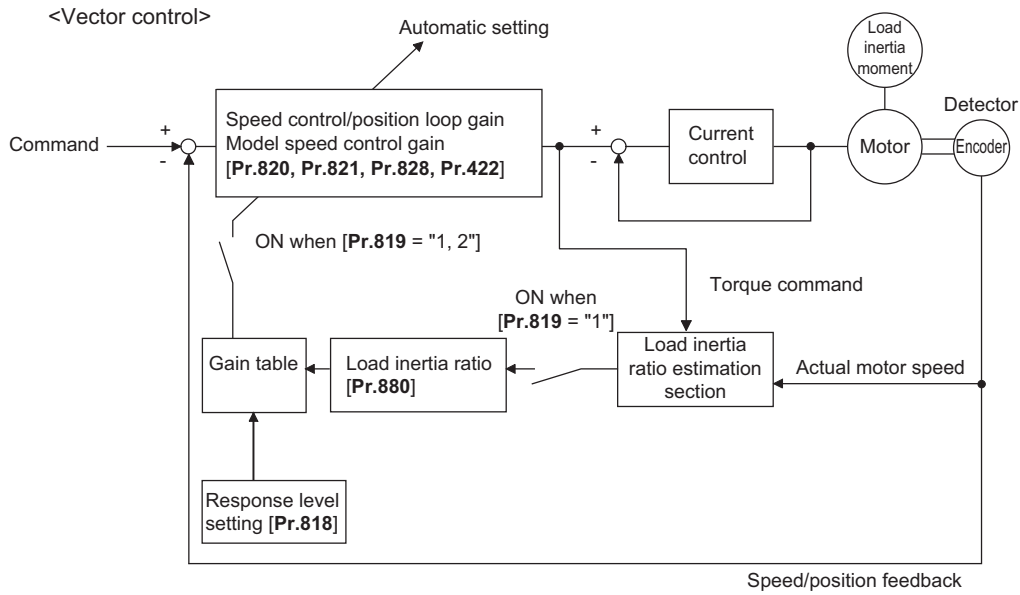 <Vector control>
Automatic setting
Load
inertia
moment
Detector
Command
+
-
Speed control/position loop gain
Model speed control gain
[Pr.820, Pr.821, Pr.828, Pr.422]
+
-
Current
control
Motor
Encoder
ON when [Pr.819 = "1, 2"]
Torque command
ON when
[Pr.819 = "1"]
Gain table
Load inertia ratio
[Pr.880]
Load inertia
ratio estimation
section
Actual motor speed
Response level
setting [Pr.818]
Speed/position feedback